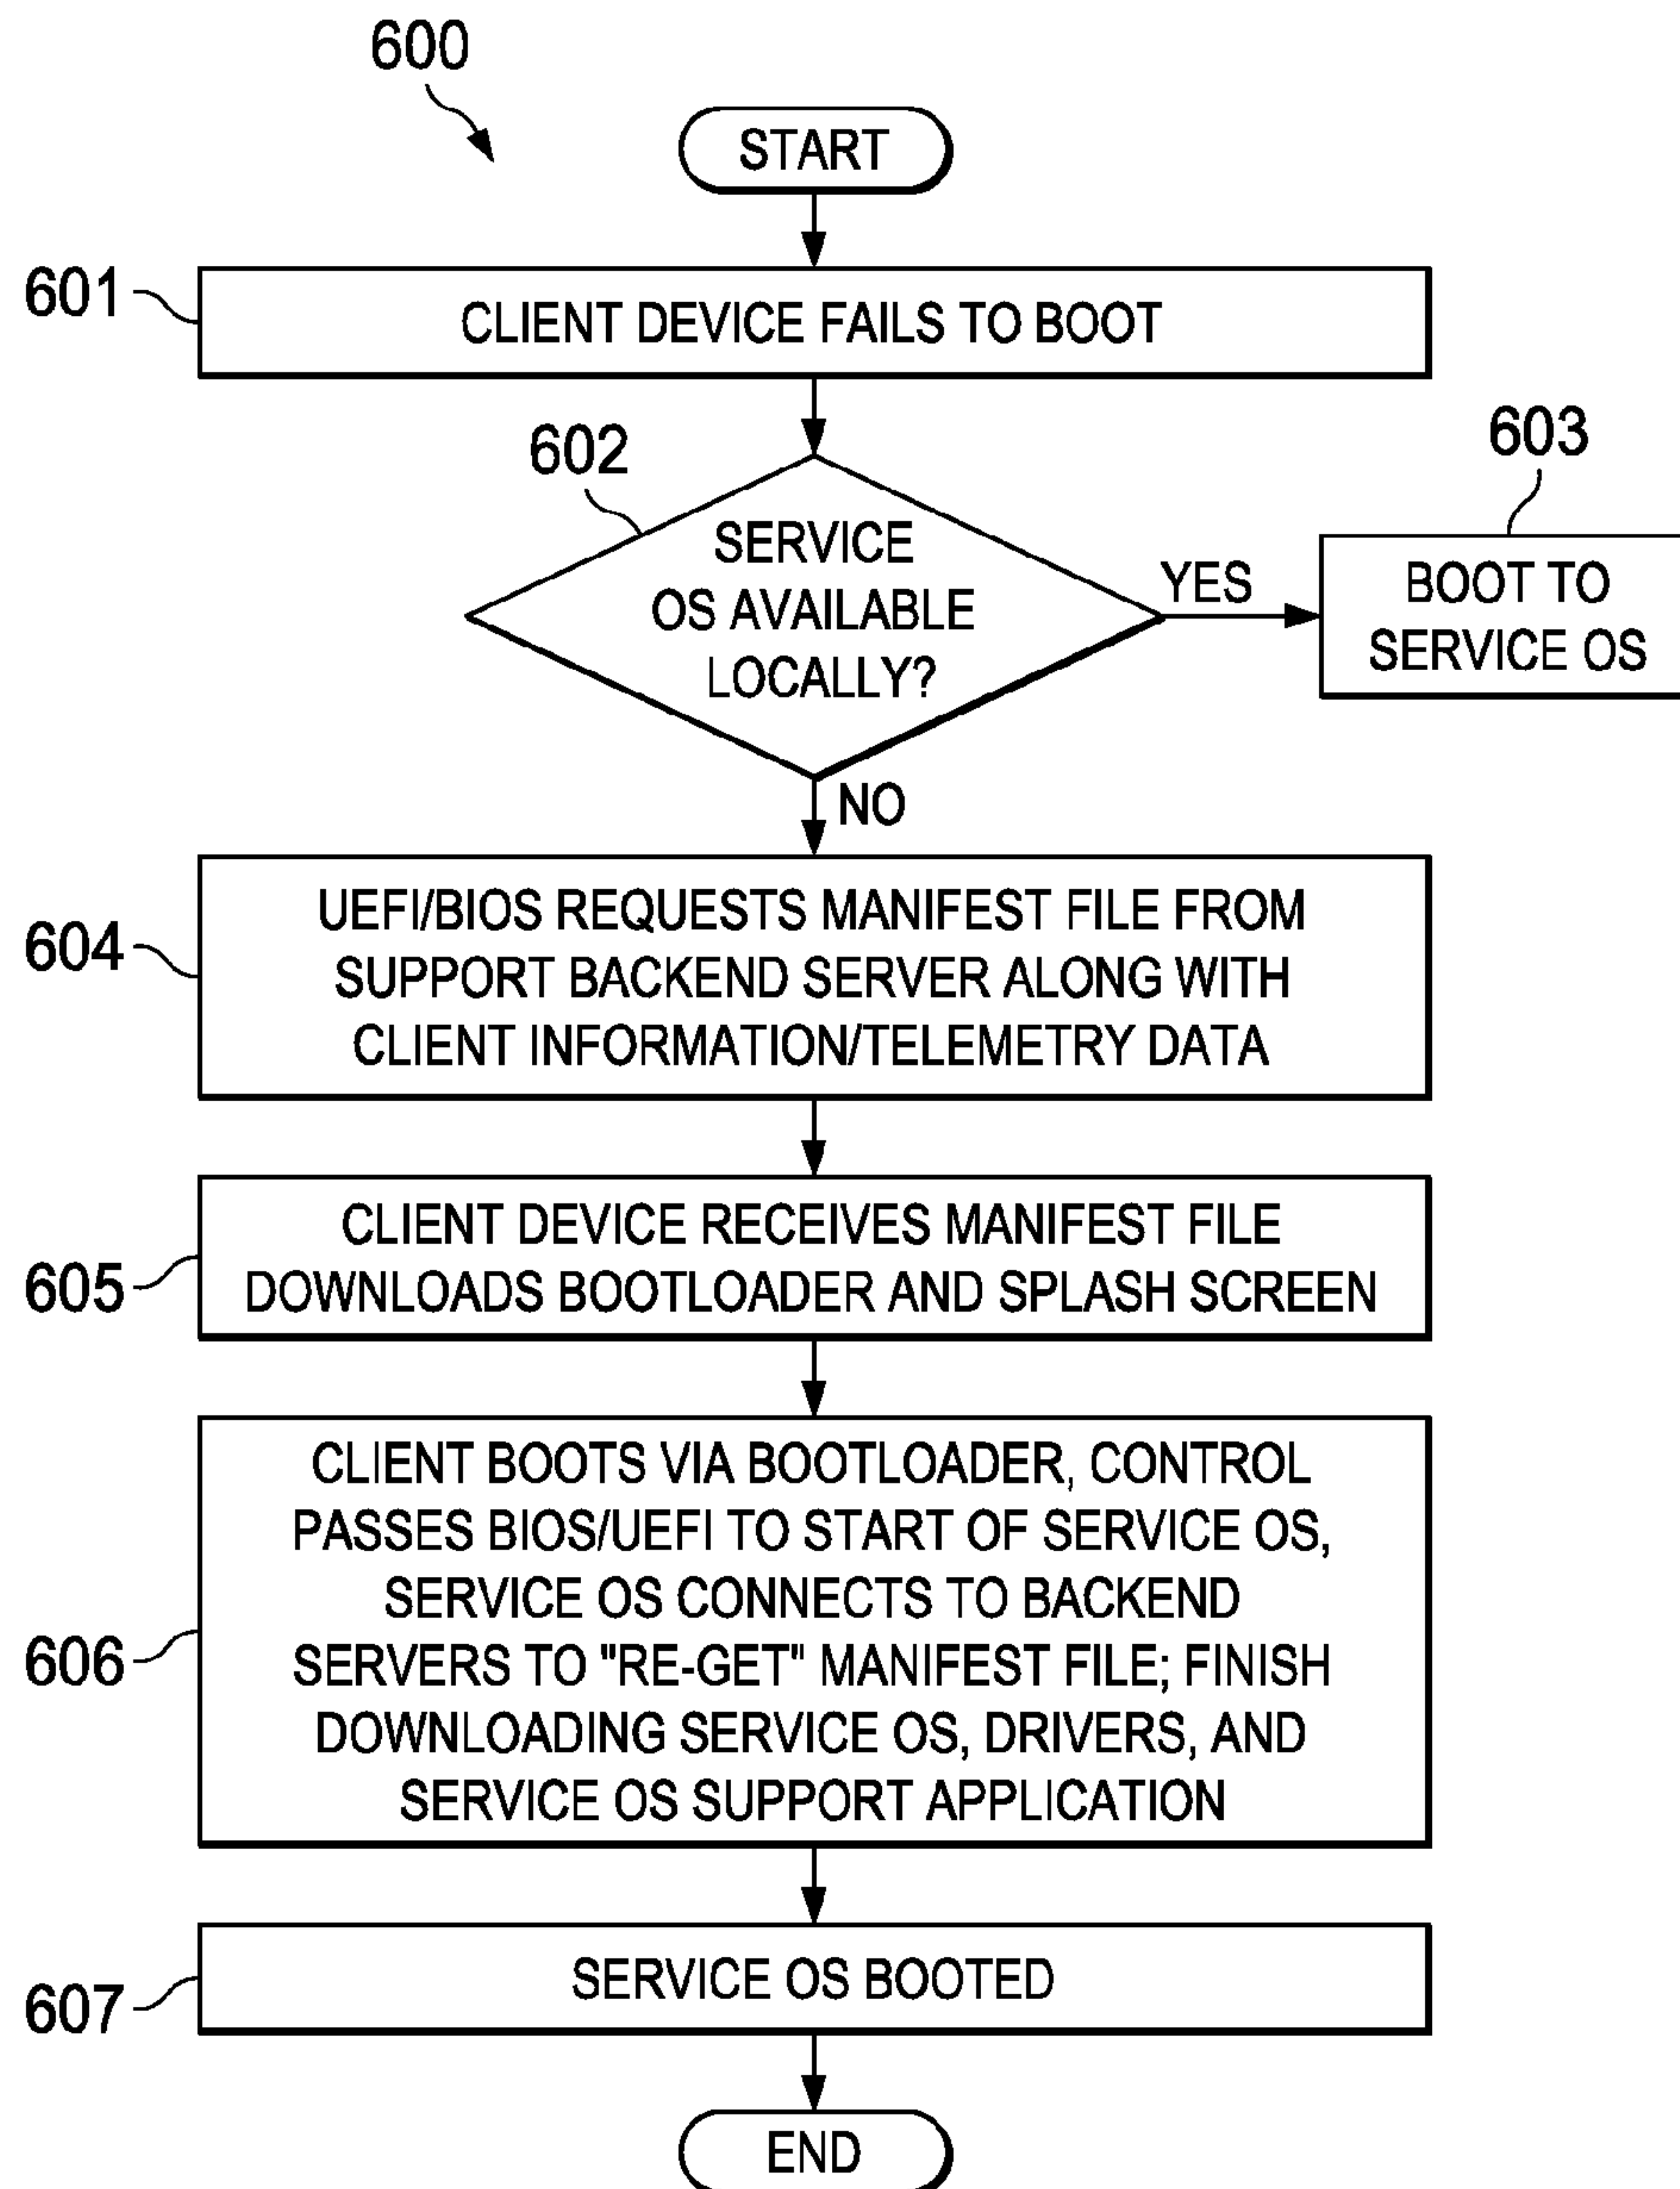 600
START
601
CLIENT DEVICE FAILS TO BOOT
602
SERVICE
OS AVAILABLE
LOCALLY?
YES
603
BOOT TO
SERVICE OS
NO
604
UEFI/BIOS REQUESTS MANIFEST FILE FROM
SUPPORT BACKEND SERVER ALONG WITH
CLIENT INFORMATION/TELEMETRY DATA
605
CLIENT DEVICE RECEIVES MANIFEST FILE
DOWNLOADS BOOTLOADER AND SPLASH SCREEN
606
CLIENT BOOTS VIA BOOTLOADER, CONTROL
PASSES BIOS/UEFI TO START OF SERVICE OS,
SERVICE OS CONNECTS TO BACKEND
SERVERS TO "RE-GET" MANIFEST FILE; FINISH
DOWNLOADING SERVICE OS, DRIVERS, AND
SERVICE OS SUPPORT APPLICATION
607
SERVICE OS BOOTED
END